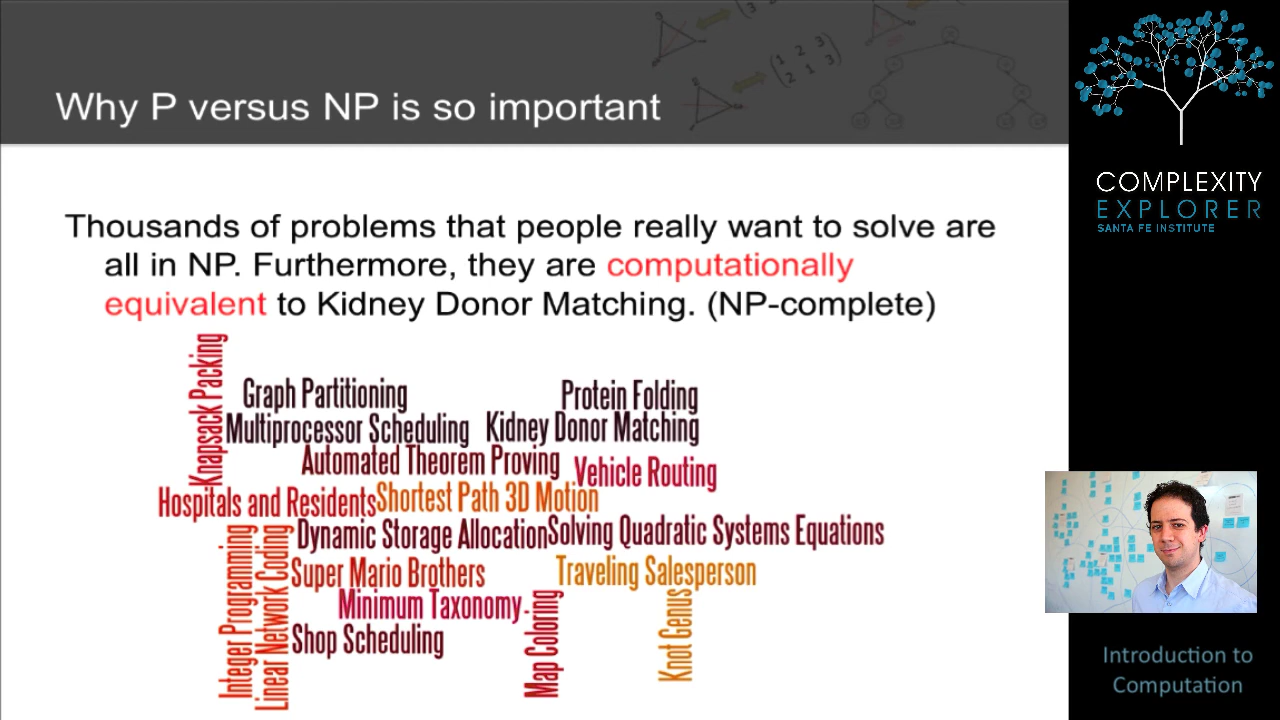 Why P versus NP is so important
Thousands of problems that people really want to solve are
all in NP. Furthermore, they are computationally
equivalent to Kidney Donor Matching. (NP-complete)
Knapsack Packing
Graph Partitioning
Protein Folding
Multiprocessor Scheduling
Kidney Donor Matching
Automated Theorem Proving
Vehicle Routing
Hospitals and Residents
Shortest Path 3D Motion
Dynamic Storage Allocation
Solving Quadratic Systems Equations
Integer Programming
Linear Network Coding
Super Mario Brothers
Traveling Salesperson
Minimum Taxonomy
Map Coloring
Knot Genus
Shop Scheduling
COMPLEXITY
EXPLORER
SANTA FE INSTITUTE
Introduction to
Computation